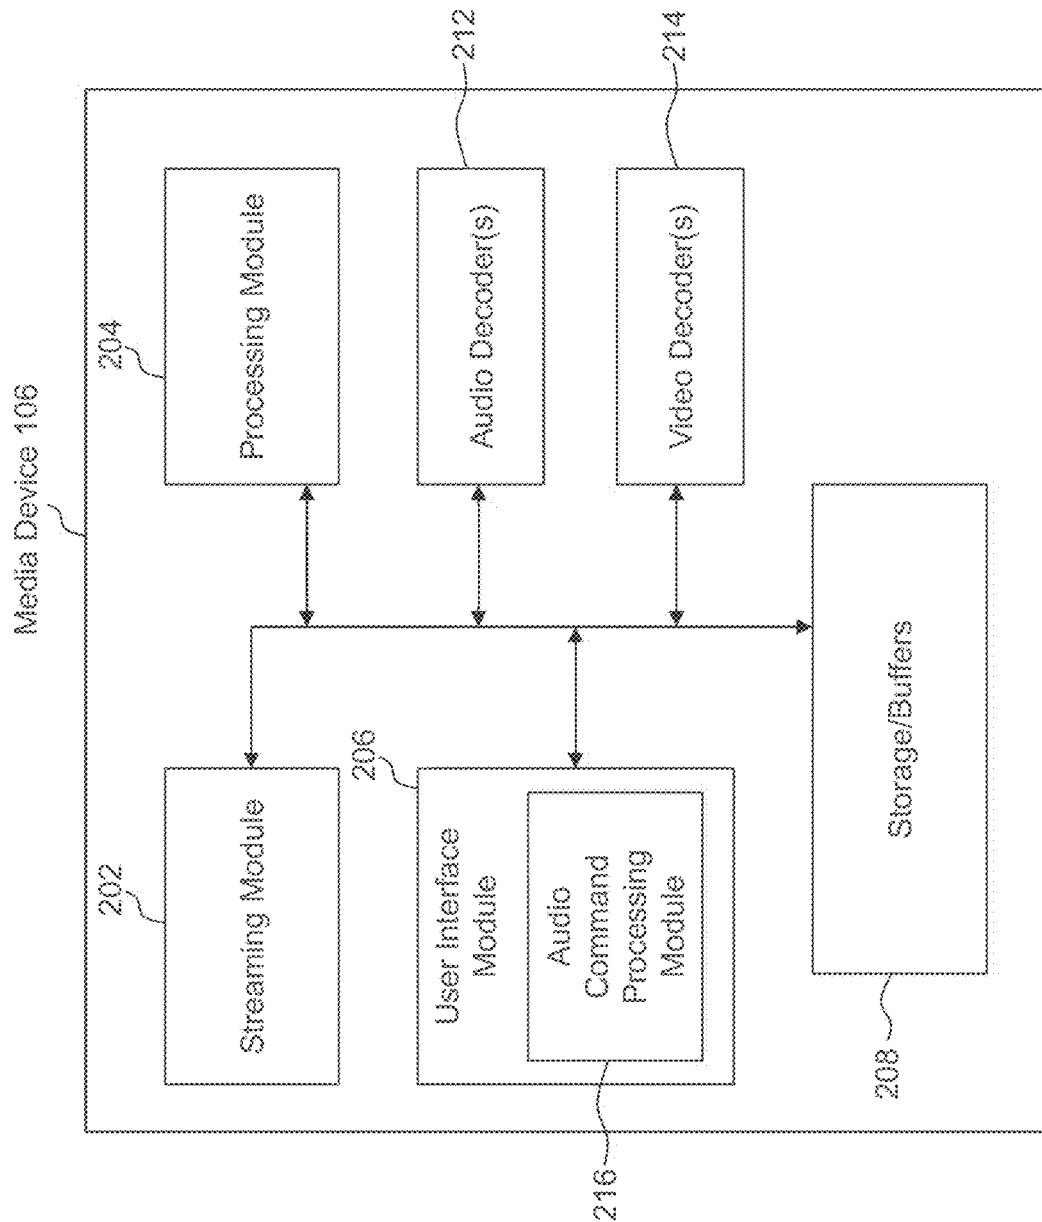 Media Device 106
202
Streaming Module
204
Processing Module
206
User Interface
Module
216
Audio
Command
Processing
Module
212
Audio Decoder(s)
214
Video Decoder(s)
208
Storage/Buffers